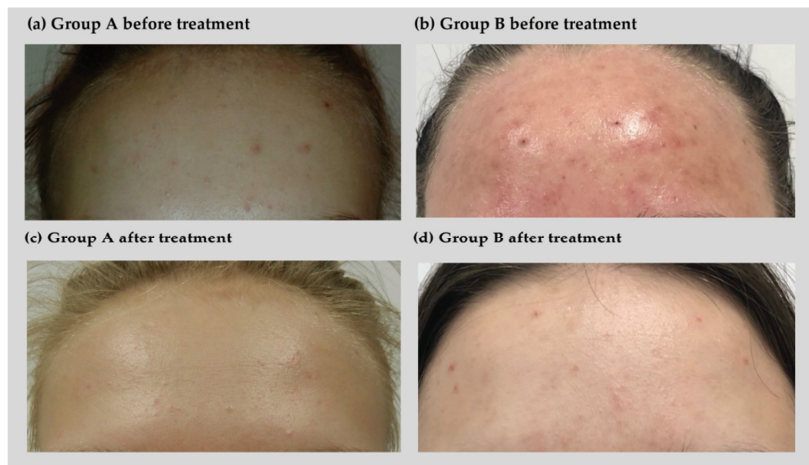 (a) Group A before treatment
(b) Group B before treatment
(c) Group A after treatment
(d) Group B after treatment